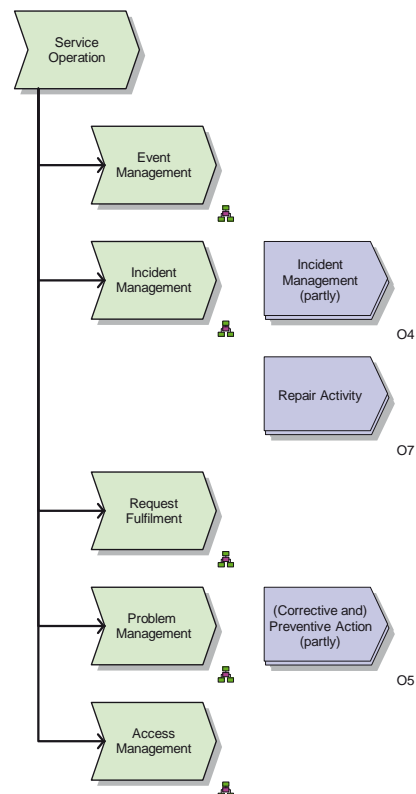 Service
Operation
Event
Management
Incident
Management
Incident
Management
(partly)
O4
Repair Activity
O7
Request
Fulfilment
Problem
Management
(Corrective and)
Preventive Action
(partly)
O5
Access
Management